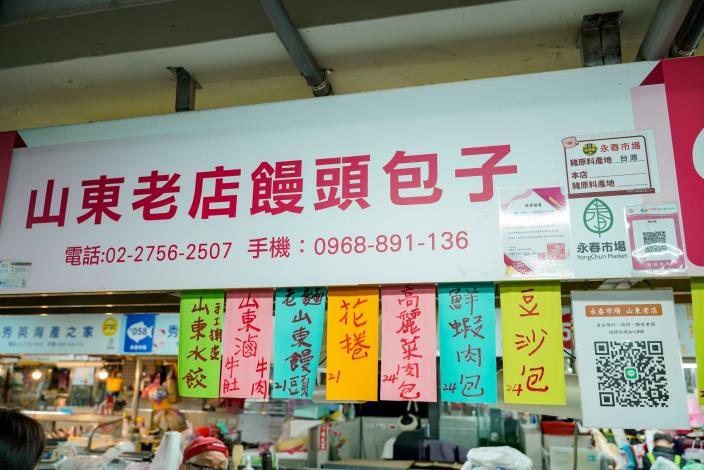 山東老店饅頭包子
電話:02-2756-2507 手機：0968-891-136
永春市場
豬原料產地 台灣
本店
豬原料產地
永春市場
YongChun Market
手工捍皮
山東水餃
山東滷牛肉
牛肚
老麵
山東饅頭
21
花捲
21
高麗菜肉包
24
鮮蝦肉包
24
豆沙包
24
永春市場 山東老店
秀英海產之家
058
秀